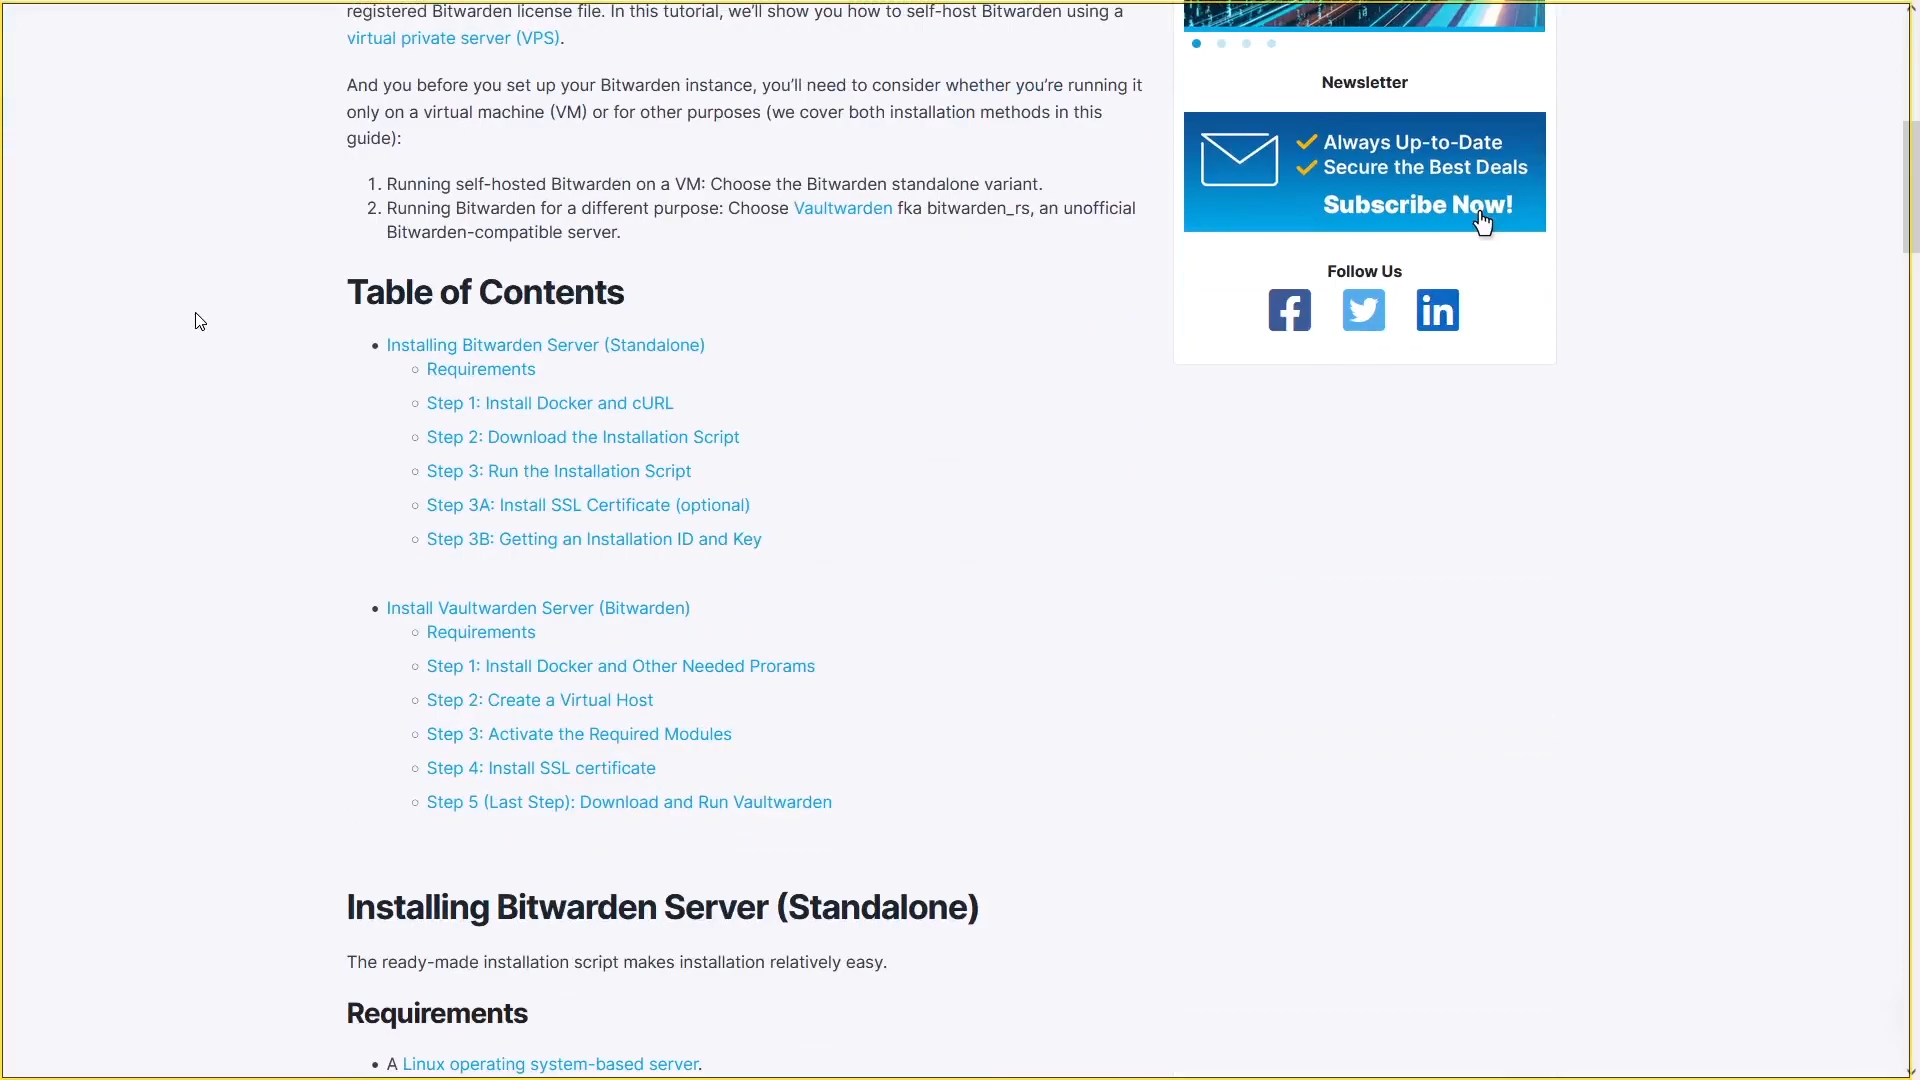 registered Bitwarden license file. In this tutorial, we'll show you how to self-host Bitwarden using a
virtual private server (VPS).
And you before you set up your Bitwarden instance, you'll need to consider whether you're running it
only on a virtual machine (VM) or for other purposes (we cover both installation methods in this
guide):
1. Running self-hosted Bitwarden on a VM: Choose the Bitwarden standalone variant.
2. Running Bitwarden for a different purpose: Choose Vaultwarden fka bitwarden_rs, an unofficial
Bitwarden-compatible server.
Table of Contents
Installing Bitwarden Server (Standalone)
Requirements
Step 1: Install Docker and cURL
Step 2: Download the Installation Script
Step 3: Run the Installation Script
Step 3A: Install SSL Certificate (optional)
Step 3B: Getting an Installation ID and Key
Install Vaultwarden Server (Bitwarden)
Requirements
Step 1: Install Docker and Other Needed Prorams
Step 2: Create a Virtual Host
Step 3: Activate the Required Modules
Step 4: Install SSL certificate
Step 5 (Last Step): Download and Run Vaultwarden
Installing Bitwarden Server (Standalone)
The ready-made installation script makes installation relatively easy.
Requirements
A Linux operating system-based server.
Newsletter
Always Up-to-Date
Secure the Best Deals
Subscribe Now!
Follow Us